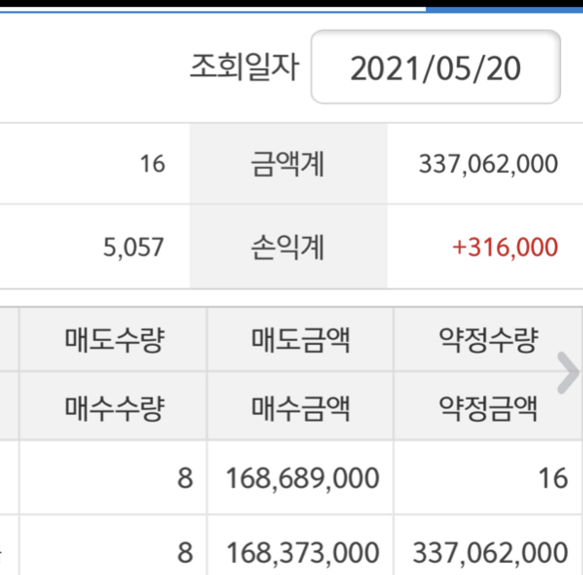 조회일자 2021/05/20
16 금액계 337,062,000
5,057 손익계 +316,000
매도수량 매도금액 약정수량
매수수량 매수금액 약정금액
8 168,689,000 16
8 168,373,000 337,062,000